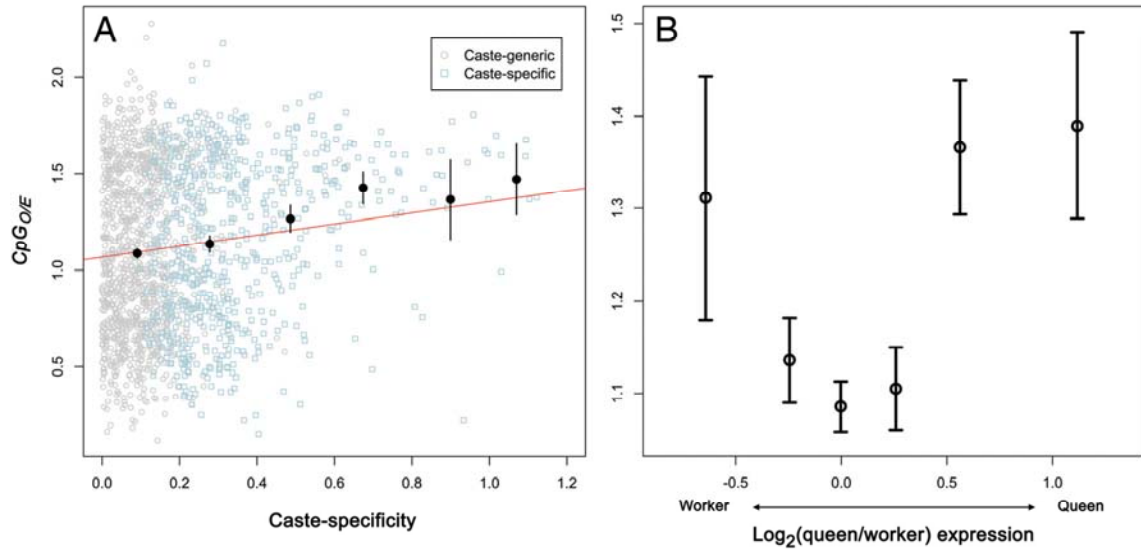 A
Caste-generic
Caste-specific
2.0
1.5
1.0
0.5
CpG_O/E
0.0 0.2 0.4 0.6 0.8 1.0 1.2
Caste-specificity
B
1.5
1.4
1.3
1.2
1.1
-0.5 0.0 0.5 1.0
Worker Queen
Log₂(queen/worker) expression